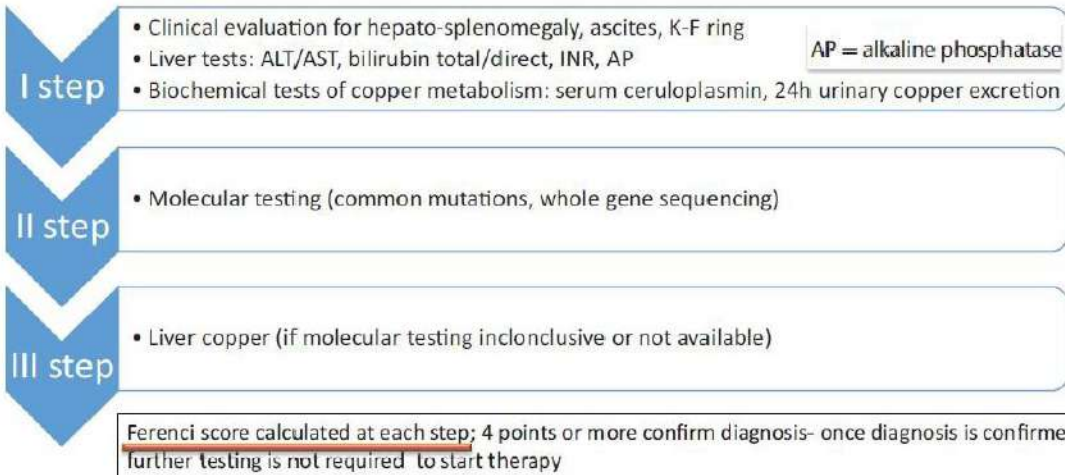 I step
• Clinical evaluation for hepato-splenomegaly, ascites, K-F ring
• Liver tests: ALT/AST, bilirubin total/direct, INR, AP
AP = alkaline phosphatase
• Biochemical tests of copper metabolism: serum ceruloplasmin, 24h urinary copper excretion
II step
• Molecular testing (common mutations, whole gene sequencing)
III step
• Liver copper (if molecular testing inclonclusive or not available)
Ferenci score calculated at each step; 4 points or more confirm diagnosis- once diagnosis is confirme
further testing is not required to start therapy